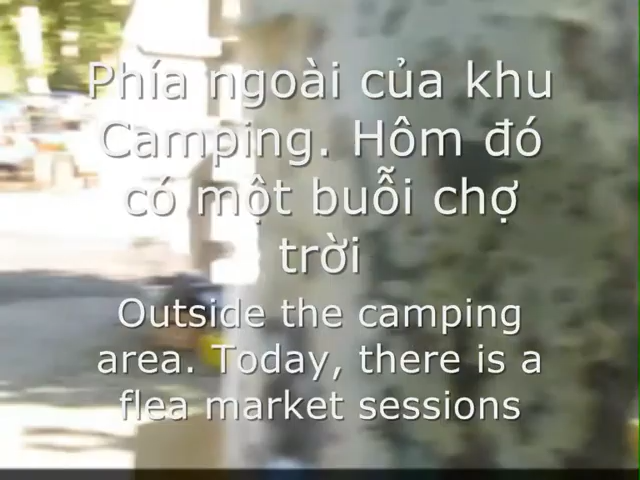 Phía ngoài của khu
Camping. Hôm đó
có một buỗi chợ
trời
Outside the camping
area. Today, there is a
flea market sessions